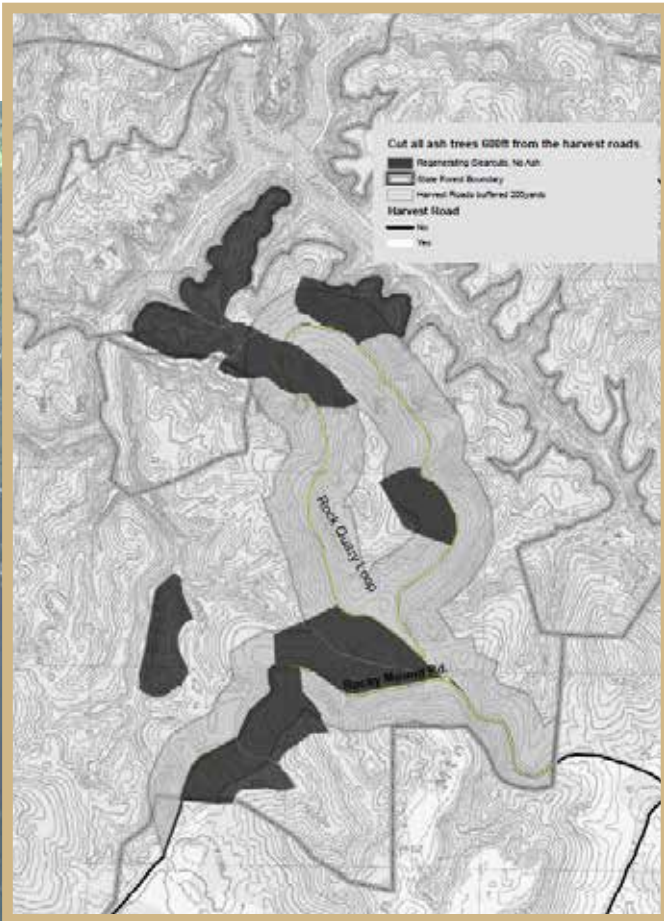 Cut all ash trees 600ft from the harvest roads.
Regenerating Clearcuts, No Ash
State Forest Boundary
Harvest Roads buffered 200yards
Harvest Road
No
Yes
Rock Quary Loop
Rocky Mound Rd.